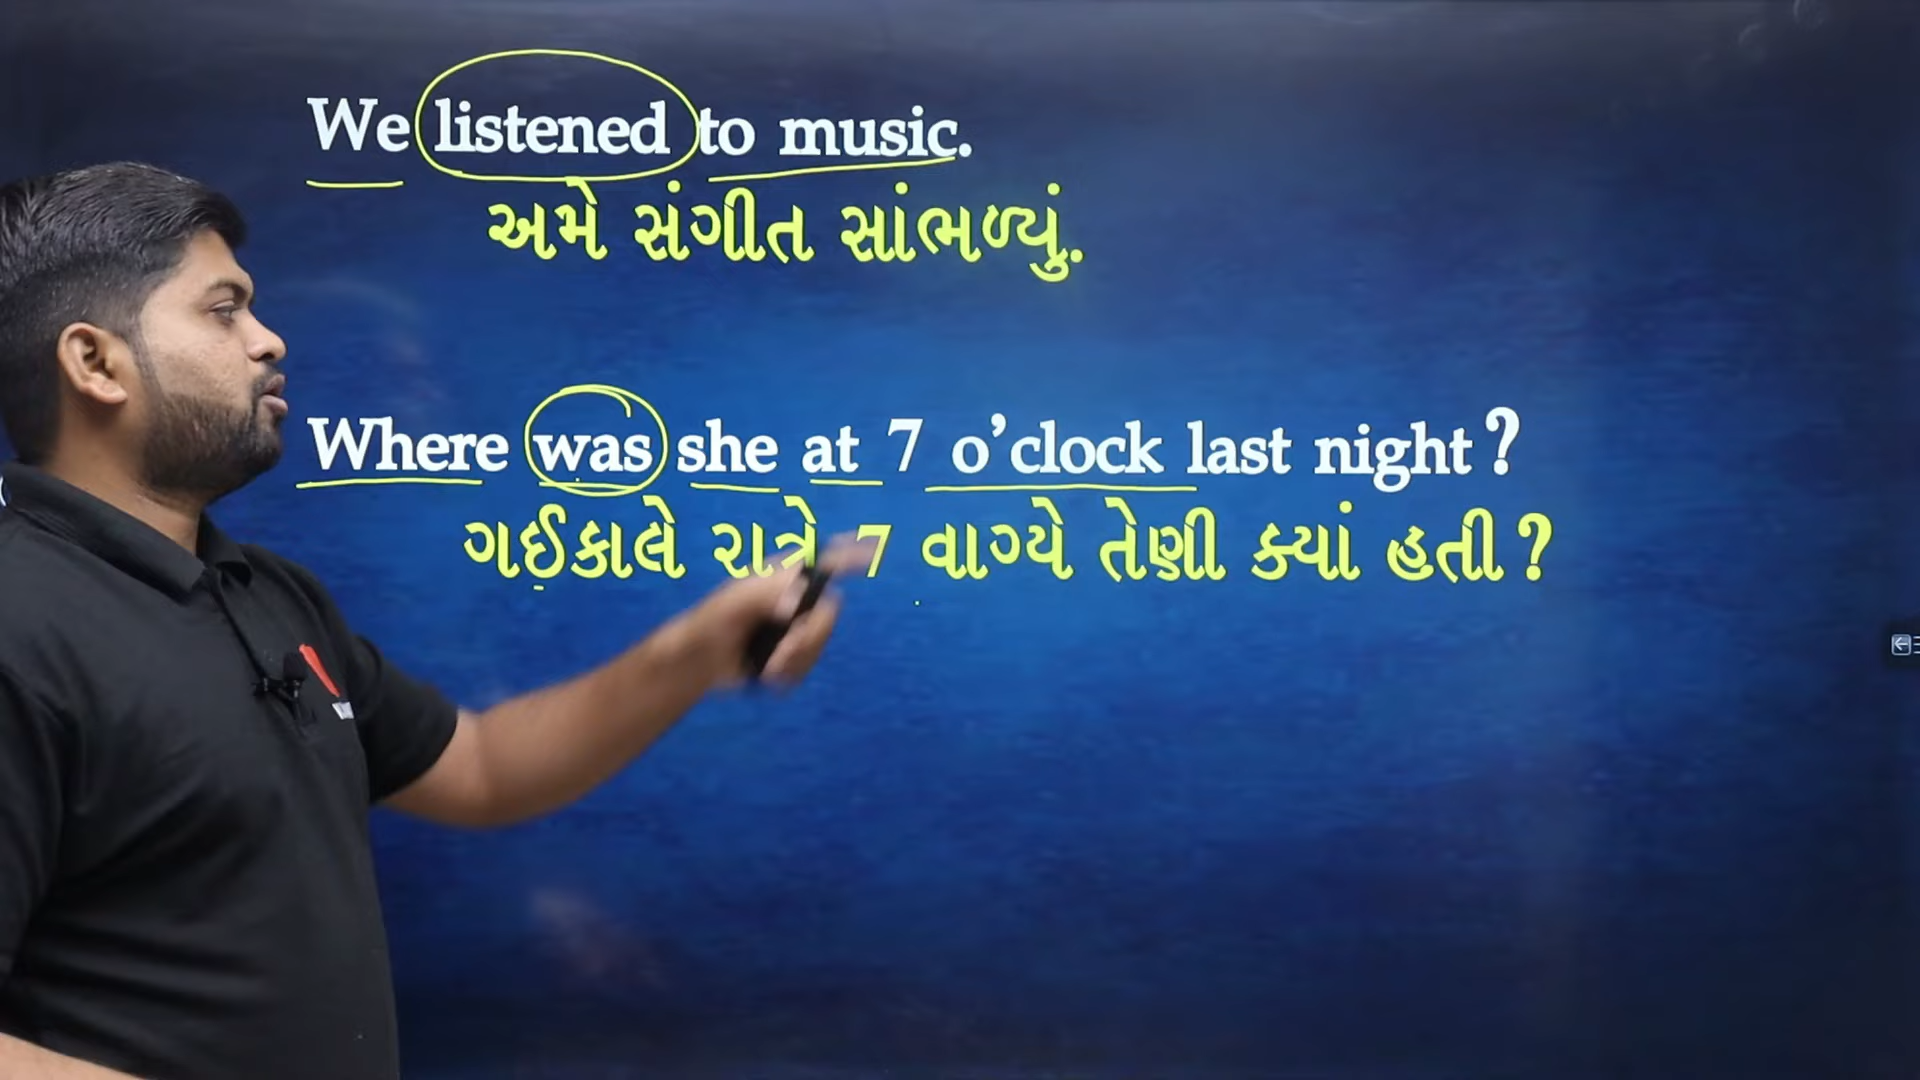 We listened to music.
અમે સંગીત સાંભળ્યું.
Where was she at 7 o’clock last night ?
ગઈકાલે રાત્રે 7 વાગ્યે તેણી ક્યાં હતી ?